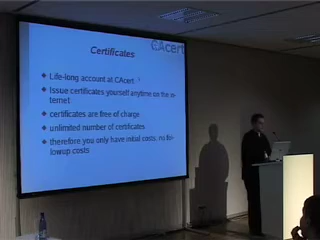 CAcert
Certificates
Life-long account at CAcert
Issue certificates yourself anytime on the in-
ternet
certificates are free of charge
unlimited number of certificates
therefore you only have initial costs, no fol-
lowup costs